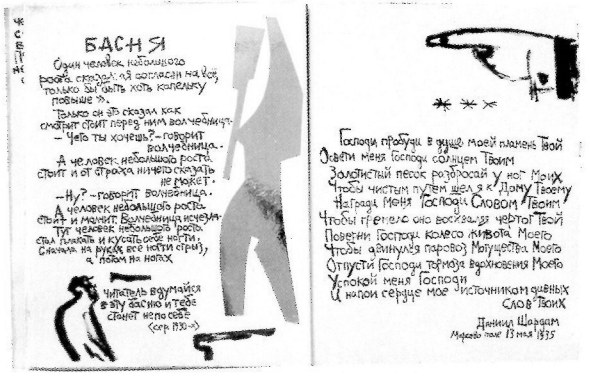 БАСНЯ
Один человек небольшого
роста сказал: «я согласен на всё,
только бы быть хоть капельку
повыше».
Только он это сказал как
смотрит стоит перед ним волчебница.
– Чего ты хочешь? – говорит
волчебница.
А человек небольшого роста
стоит и от страха ничего сказать
не может.
– Ну? – говорит волчебница.
А человек небольшого роста
стоит и молчит. Волчебница исчезла.
Тут человек небольшого роста
стал плакать и кусать себе ногти.
Сначала на руках все ногти сгрыз,
а потом на ногах
Читатель вдумайся
в эту басню и тебе
станет не по себе
<сер. 1930-х>
* * *
Господи пробуди в душе моей пламень Твой
Освети меня Господи солнцем Твоим
Золотистый песок разбросай у ног Моих
Чтобы чистым путем шел я к Дому Твоему
Награди меня Господи Словом Твоим
Чтобы гремело оно восхваляя чертог Твой
Поверни Господи колесо живота Моего
Чтобы двинулся паровоз Могущества Моего
Отпусти Господи тормоза вдохновения Моего
Успокой меня Господи
И напои сердце мое источником дивных
Слов Твоих
Даниил Шардам
Марсово поле 13 мая 1935